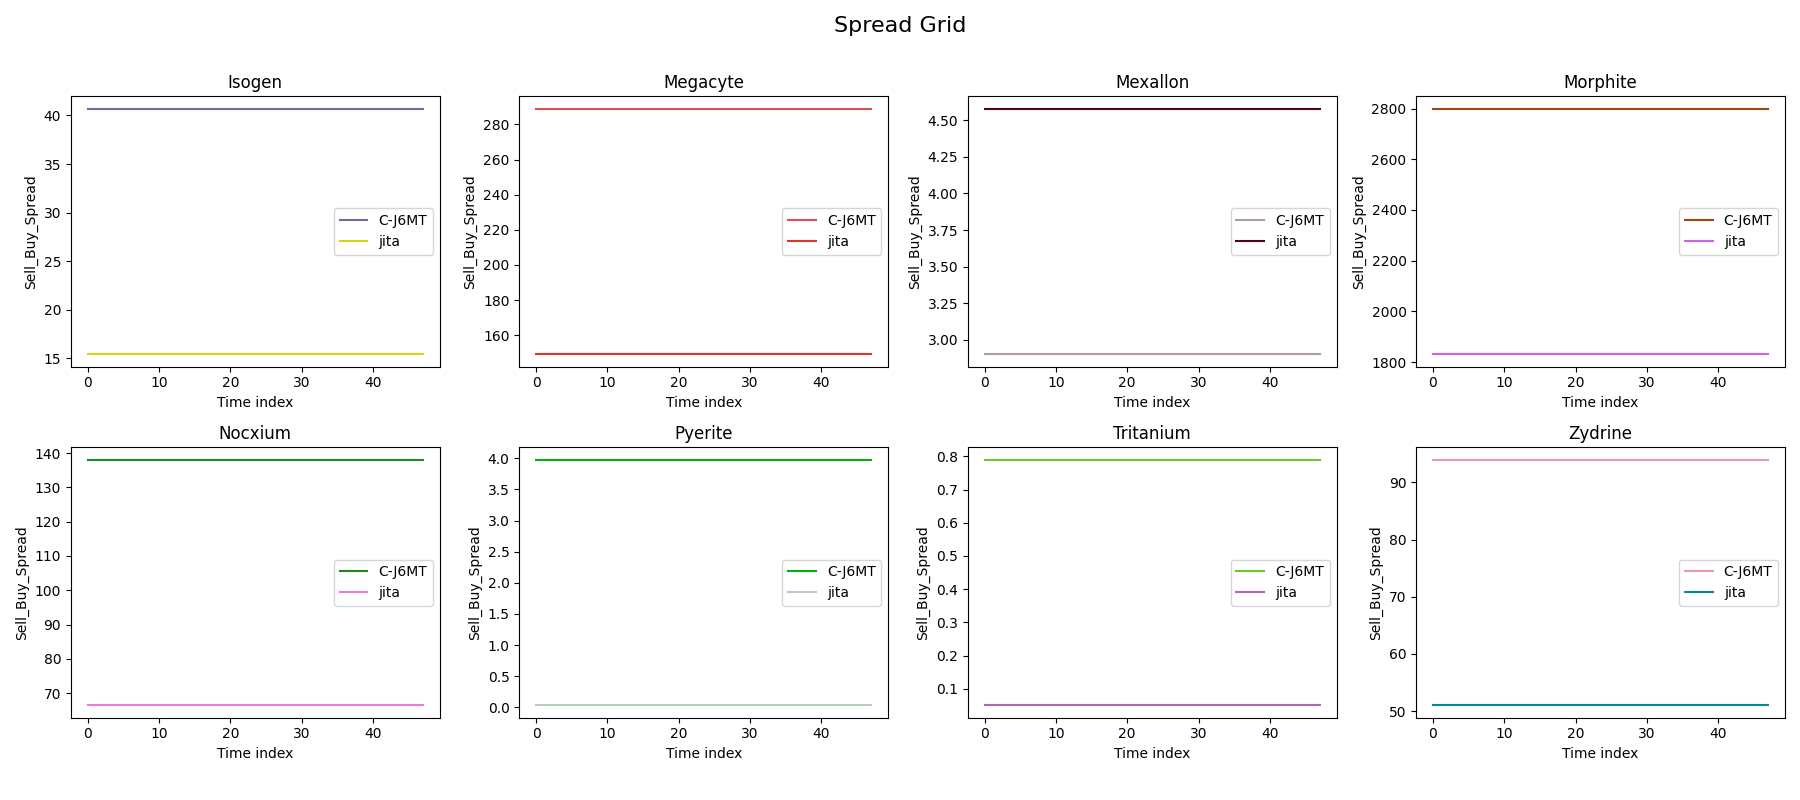 Spread Grid
Isogen
Sell_Buy_Spread
40
35
30
25
20
15
C-J6MT
jita
0 10 20 30 40
Time index
Megacyte
Sell_Buy_Spread
280
260
240
220
200
180
160
C-J6MT
jita
0 10 20 30 40
Time index
Mexallon
Sell_Buy_Spread
4.50
4.25
4.00
3.75
3.50
3.25
3.00
C-J6MT
jita
0 10 20 30 40
Time index
Morphite
Sell_Buy_Spread
2800
2600
2400
2200
2000
1800
C-J6MT
jita
0 10 20 30 40
Time index
Nocxium
Sell_Buy_Spread
140
130
120
110
100
90
80
70
C-J6MT
jita
0 10 20 30 40
Time index
Pyerite
Sell_Buy_Spread
4.0
3.5
3.0
2.5
2.0
1.5
1.0
0.5
0.0
C-J6MT
jita
0 10 20 30 40
Time index
Tritanium
Sell_Buy_Spread
0.8
0.7
0.6
0.5
0.4
0.3
0.2
0.1
C-J6MT
jita
0 10 20 30 40
Time index
Zydrine
Sell_Buy_Spread
90
80
70
60
50
C-J6MT
jita
0 10 20 30 40
Time index